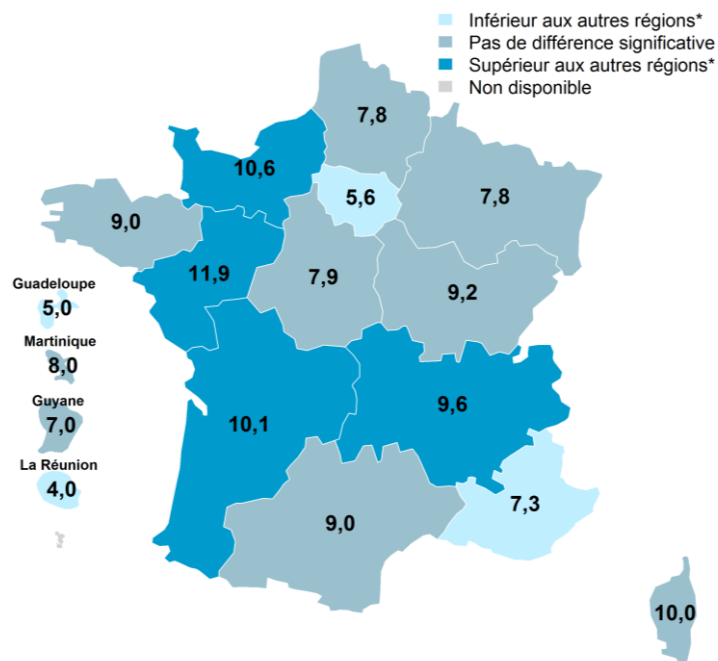 Inférieur aux autres régions*
Pas de différence significative
Supérieur aux autres régions*
Non disponible
7,8
10,6
5,6
7,8
9,0
11,9
7,9
9,2
Guadeloupe
5,0
Martinique
8,0
Guyane
7,0
La Réunion
4,0
10,1
9,6
7,3
9,0
10,0